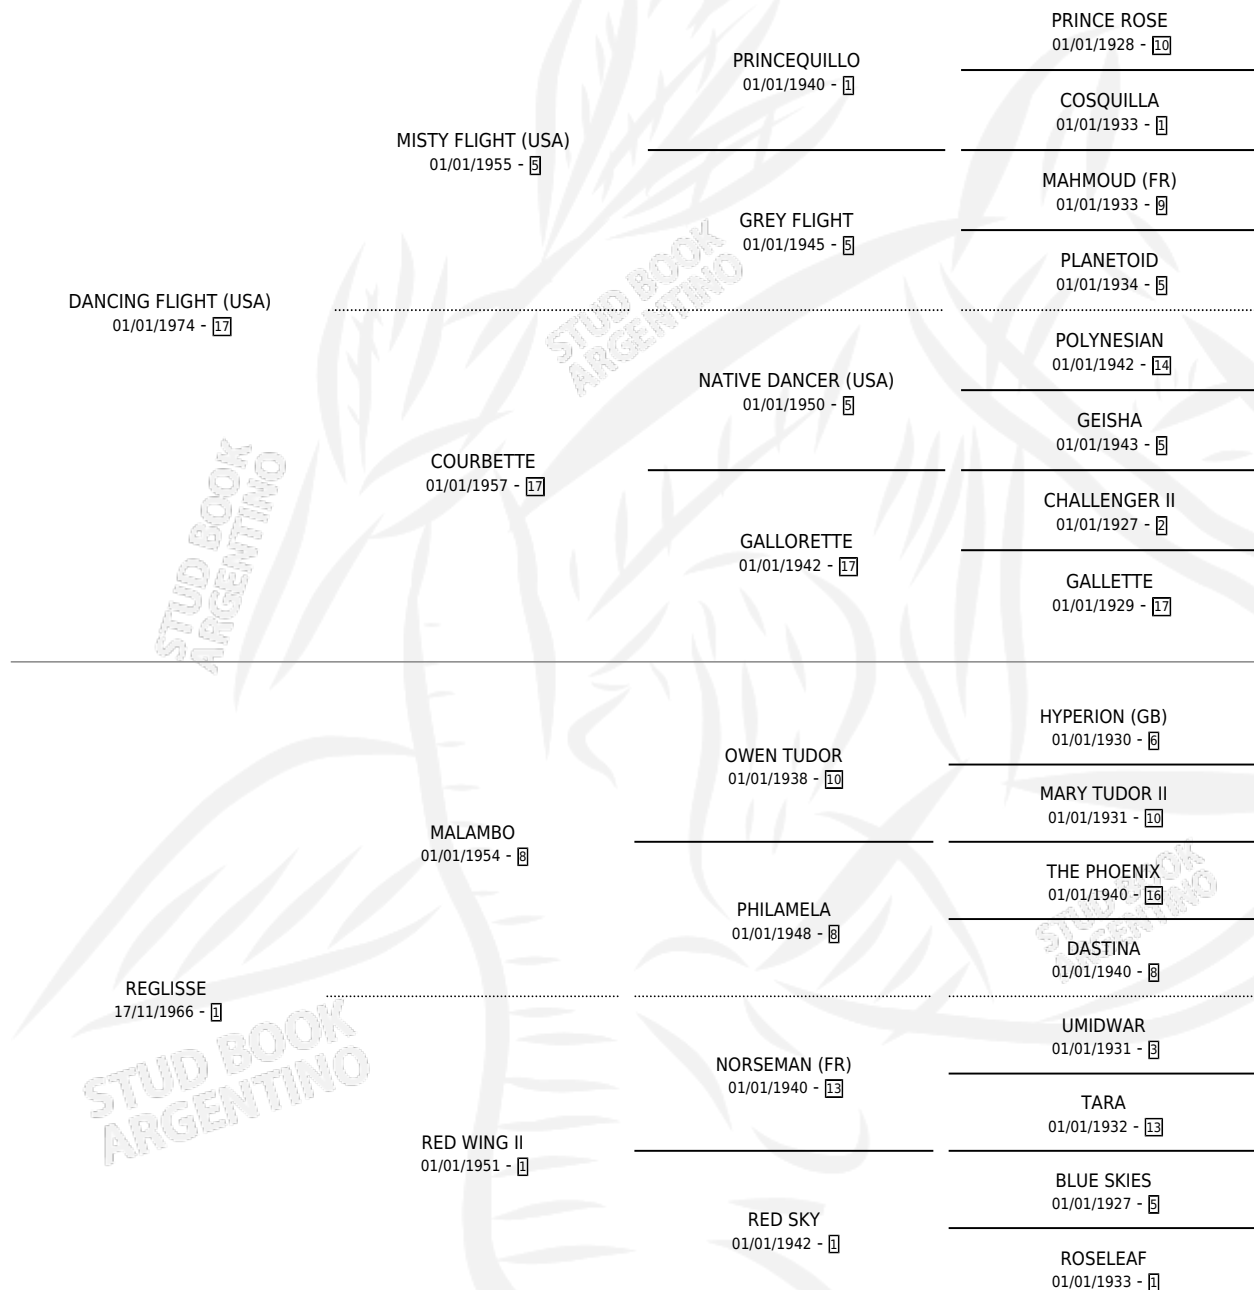 PRINCE ROSE
01/01/1928 - 10
PRINCEQUILLO
01/01/1940 - 1
COSQUILLA
01/01/1933 - 1
MISTY FLIGHT (USA)
01/01/1955 - 5
MAHMOUD (FR)
01/01/1933 - 9
GREY FLIGHT
01/01/1945 - 5
PLANETOID
01/01/1934 - 5
DANCING FLIGHT (USA)
01/01/1974 - 17
POLYNESIAN
01/01/1942 - 14
NATIVE DANCER (USA)
01/01/1950 - 5
GEISHA
01/01/1943 - 5
COURBETTE
01/01/1957 - 17
CHALLENGER II
01/01/1927 - 2
GALLORETTE
01/01/1942 - 17
GALLETTE
01/01/1929 - 17
HYPERION (GB)
01/01/1930 - 6
OWEN TUDOR
01/01/1938 - 10
MARY TUDOR II
01/01/1931 - 10
MALAMBO
01/01/1954 - 8
THE PHOENIX
01/01/1940 - 16
PHILAMELA
01/01/1948 - 8
DASTINA
01/01/1940 - 8
REGLISSE
17/11/1966 - 1
UMIDWAR
01/01/1931 - 3
NORSEMAN (FR)
01/01/1940 - 13
TARA
01/01/1932 - 13
RED WING II
01/01/1951 - 1
BLUE SKIES
01/01/1927 - 5
RED SKY
01/01/1942 - 1
ROSELEAF
01/01/1933 - 1
STUD BOOK
ARGENTINO
STUD BOOK
ARGENTINO
STUD BOOK
ARGENTINO
STUD BOOK
ARGENTINO